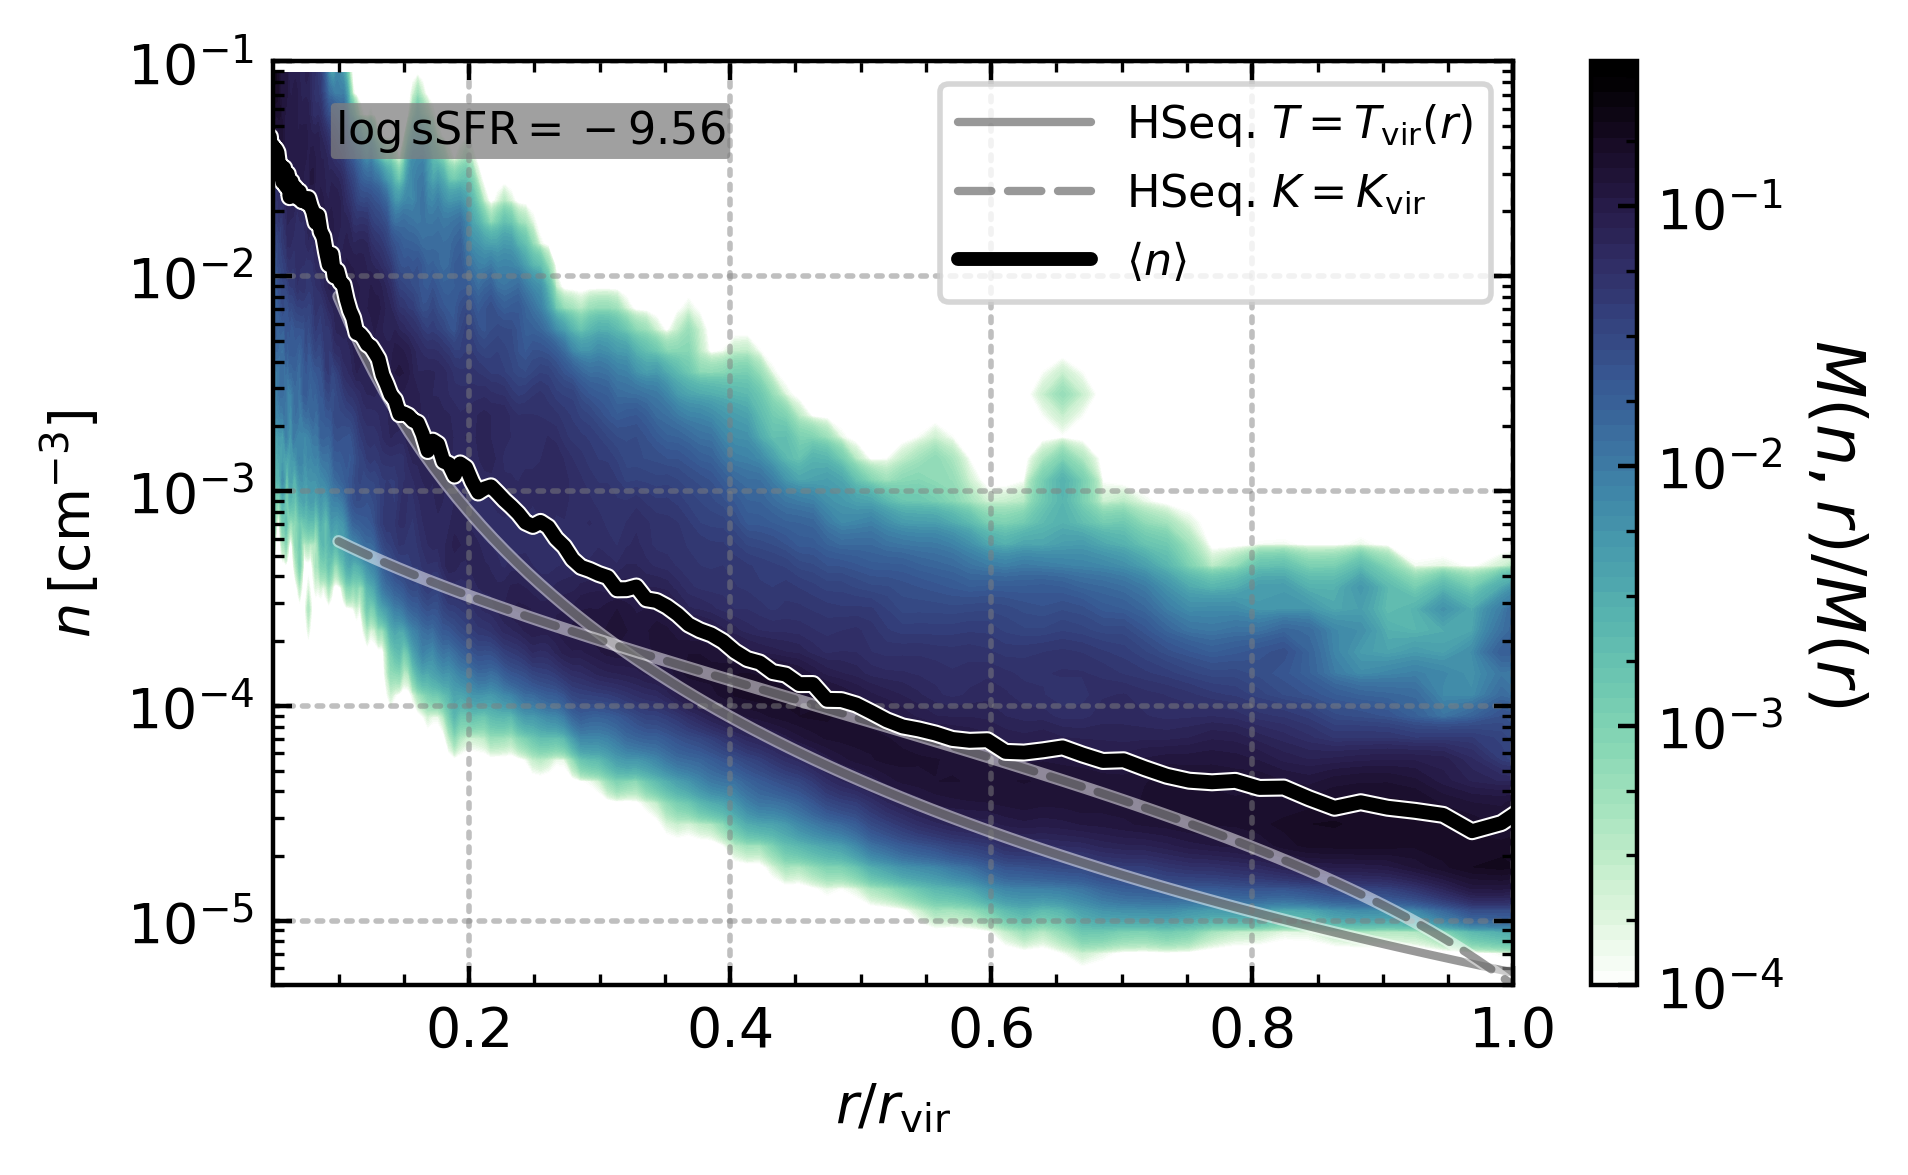 10⁻¹
10⁻²
10⁻³
10⁻⁴
10⁻⁵
n [cm⁻³]
log sSFR = −9.56
HSeq. T = T_vir(r)
HSeq. K = K_vir
⟨n⟩
0.2 0.4 0.6 0.8 1.0
r/r_vir
10⁻¹
10⁻²
10⁻³
10⁻⁴
M(n, r)/M(r)